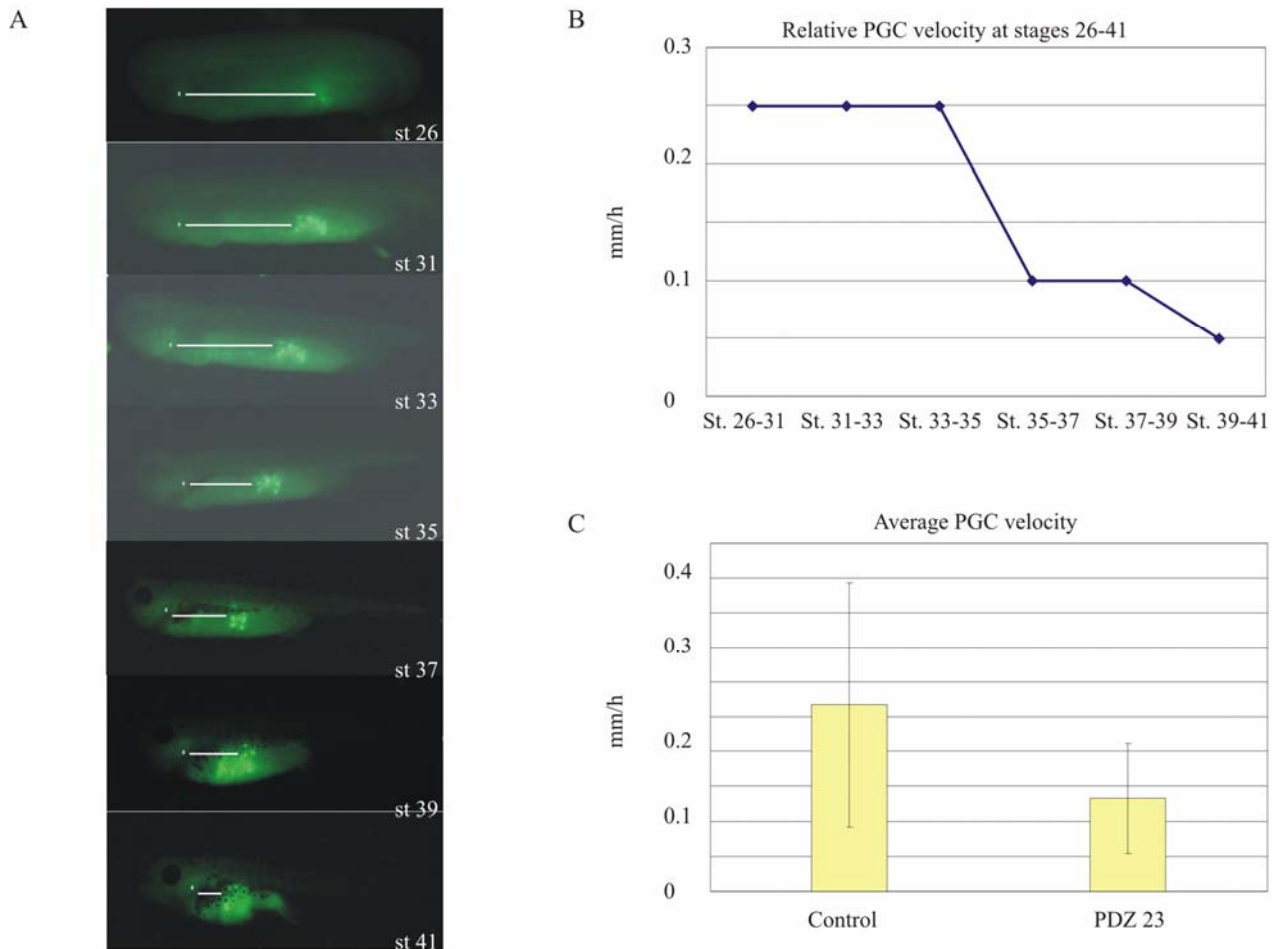 A
st 26
st 31
st 33
st 35
st 37
st 39
st 41
B
Relative PGC velocity at stages 26-41
0.3
0.2
0.1
0
mm/h
St. 26-31 St. 31-33 St. 33-35 St. 35-37 St. 37-39 St. 39-41
C
Average PGC velocity
0.4
0.3
0.2
0.1
0
mm/h
Control PDZ 23